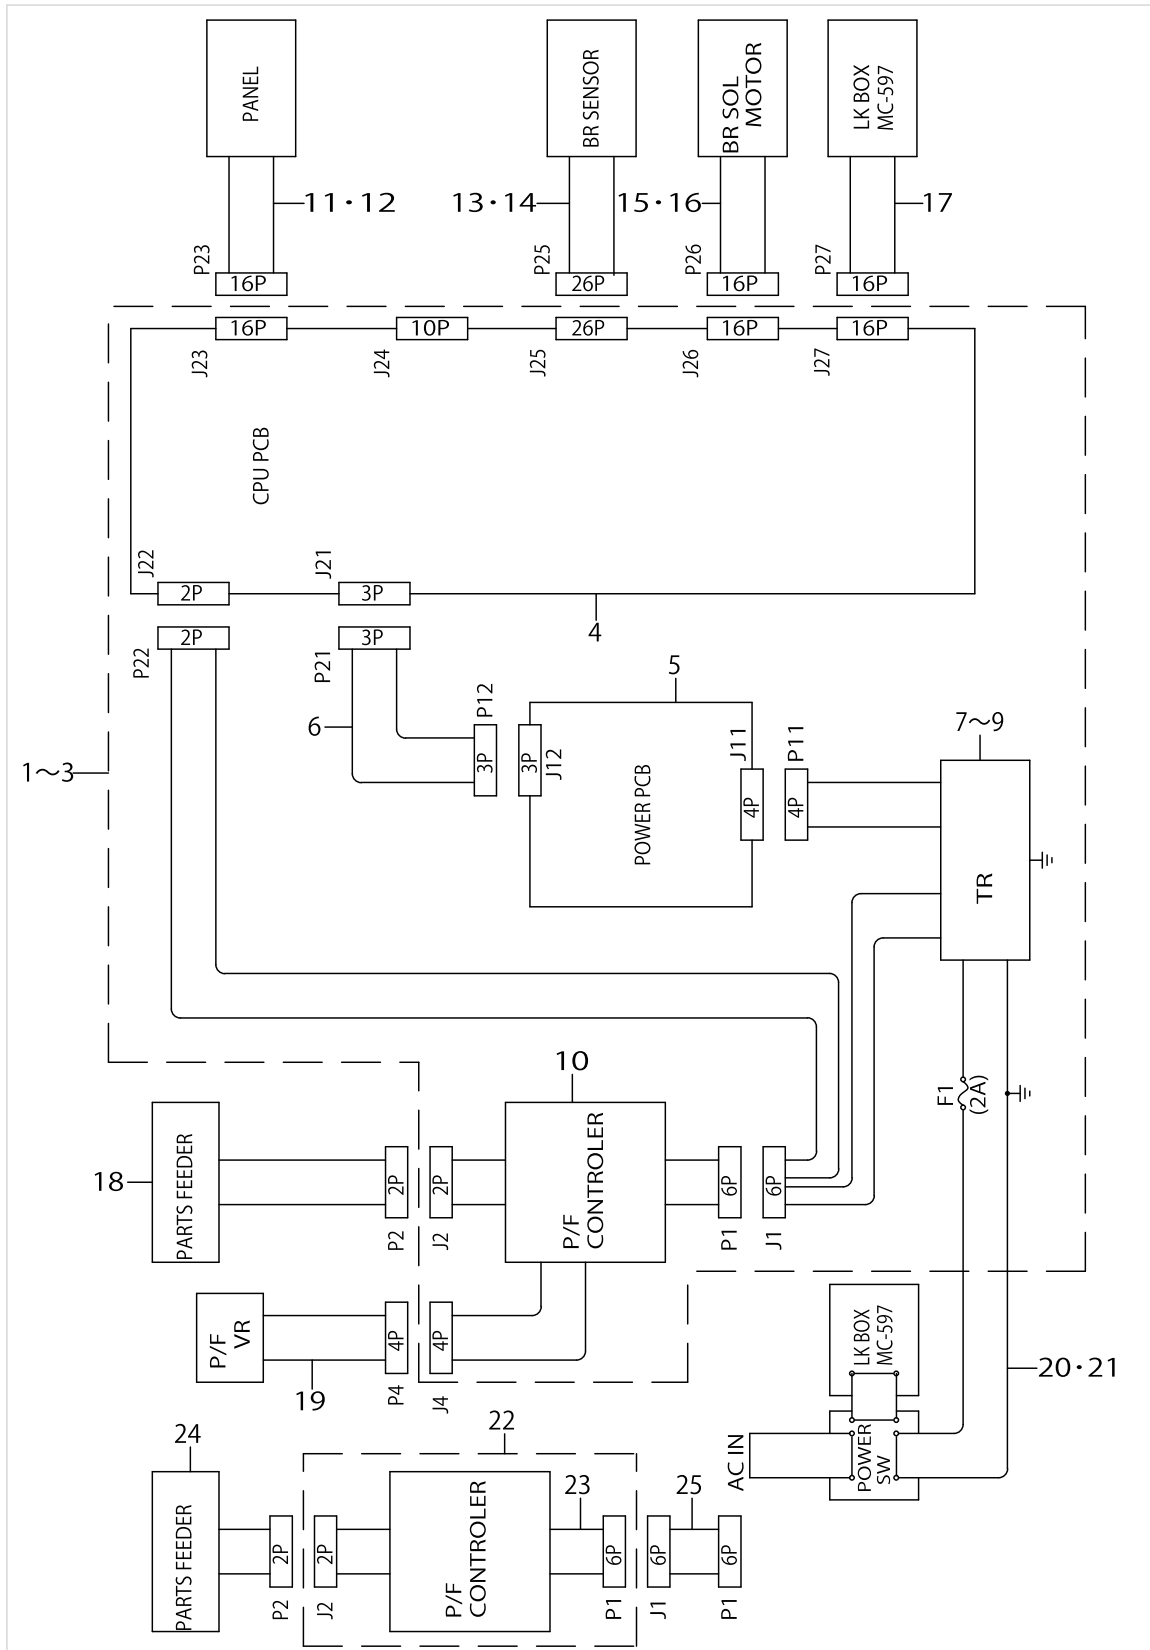 PANEL
BR SENSOR
BR SOL
MOTOR
LK BOX
MC-597
11・12
13・14
15・16
17
P23
P25
P26
P27
16P
26P
16P
16P
16P
10P
26P
16P
16P
J23
J24
J25
J26
J27
CPU PCB
J22
J21
2P
3P
4
2P
3P
P22
P21
5
6
P12
3P
3P
J12
POWER PCB
J11
4P
P11
4P
7～9
TR
1～3
10
F1
(2A)
18
PARTS FEEDER
2P
2P
P2
J2
P/F
CONTROLER
6P
6P
P1
J1
P/F
VR
19
4P
4P
P4
J4
LK BOX
MC-597
20・21
AC IN
POWER
SW
24
22
PARTS FEEDER
2P
2P
P2
J2
P/F
CONTROLER
23
25
6P
6P
6P
P1
J1
P1